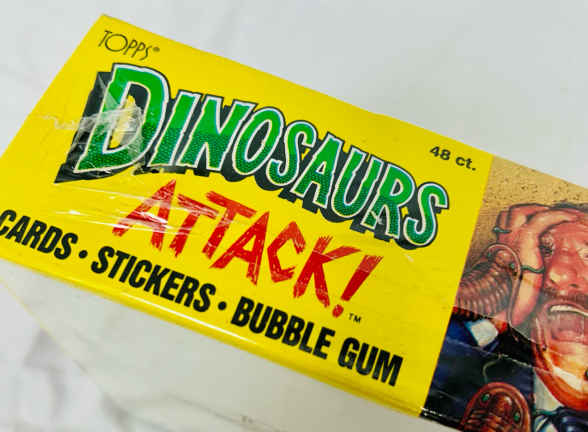 TOPPS®
DINOSAURS
ATTACK!™
48 ct.
CARDS • STICKERS • BUBBLE GUM